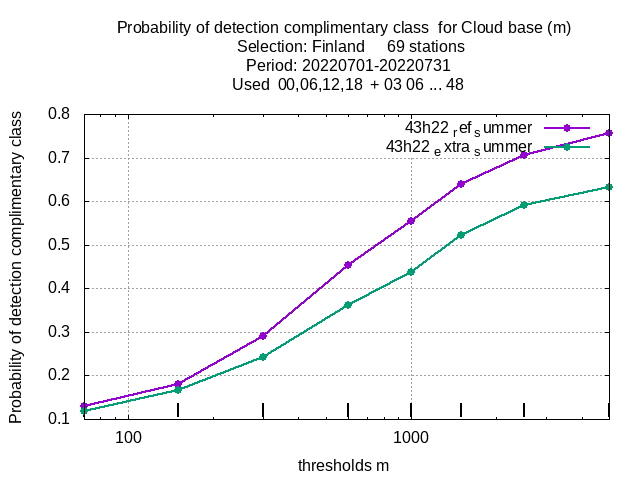 Probability of detection complimentary class  for Cloud base (m)
Selection: Finland     69 stations
Period: 20220701-20220731
Used  00,06,12,18  + 03 06 ... 48
Probability of detection complimentary class
0.8
0.7
0.6
0.5
0.4
0.3
0.2
0.1
43h22 ref summer
43h22 extra summer
100
1000
thresholds m